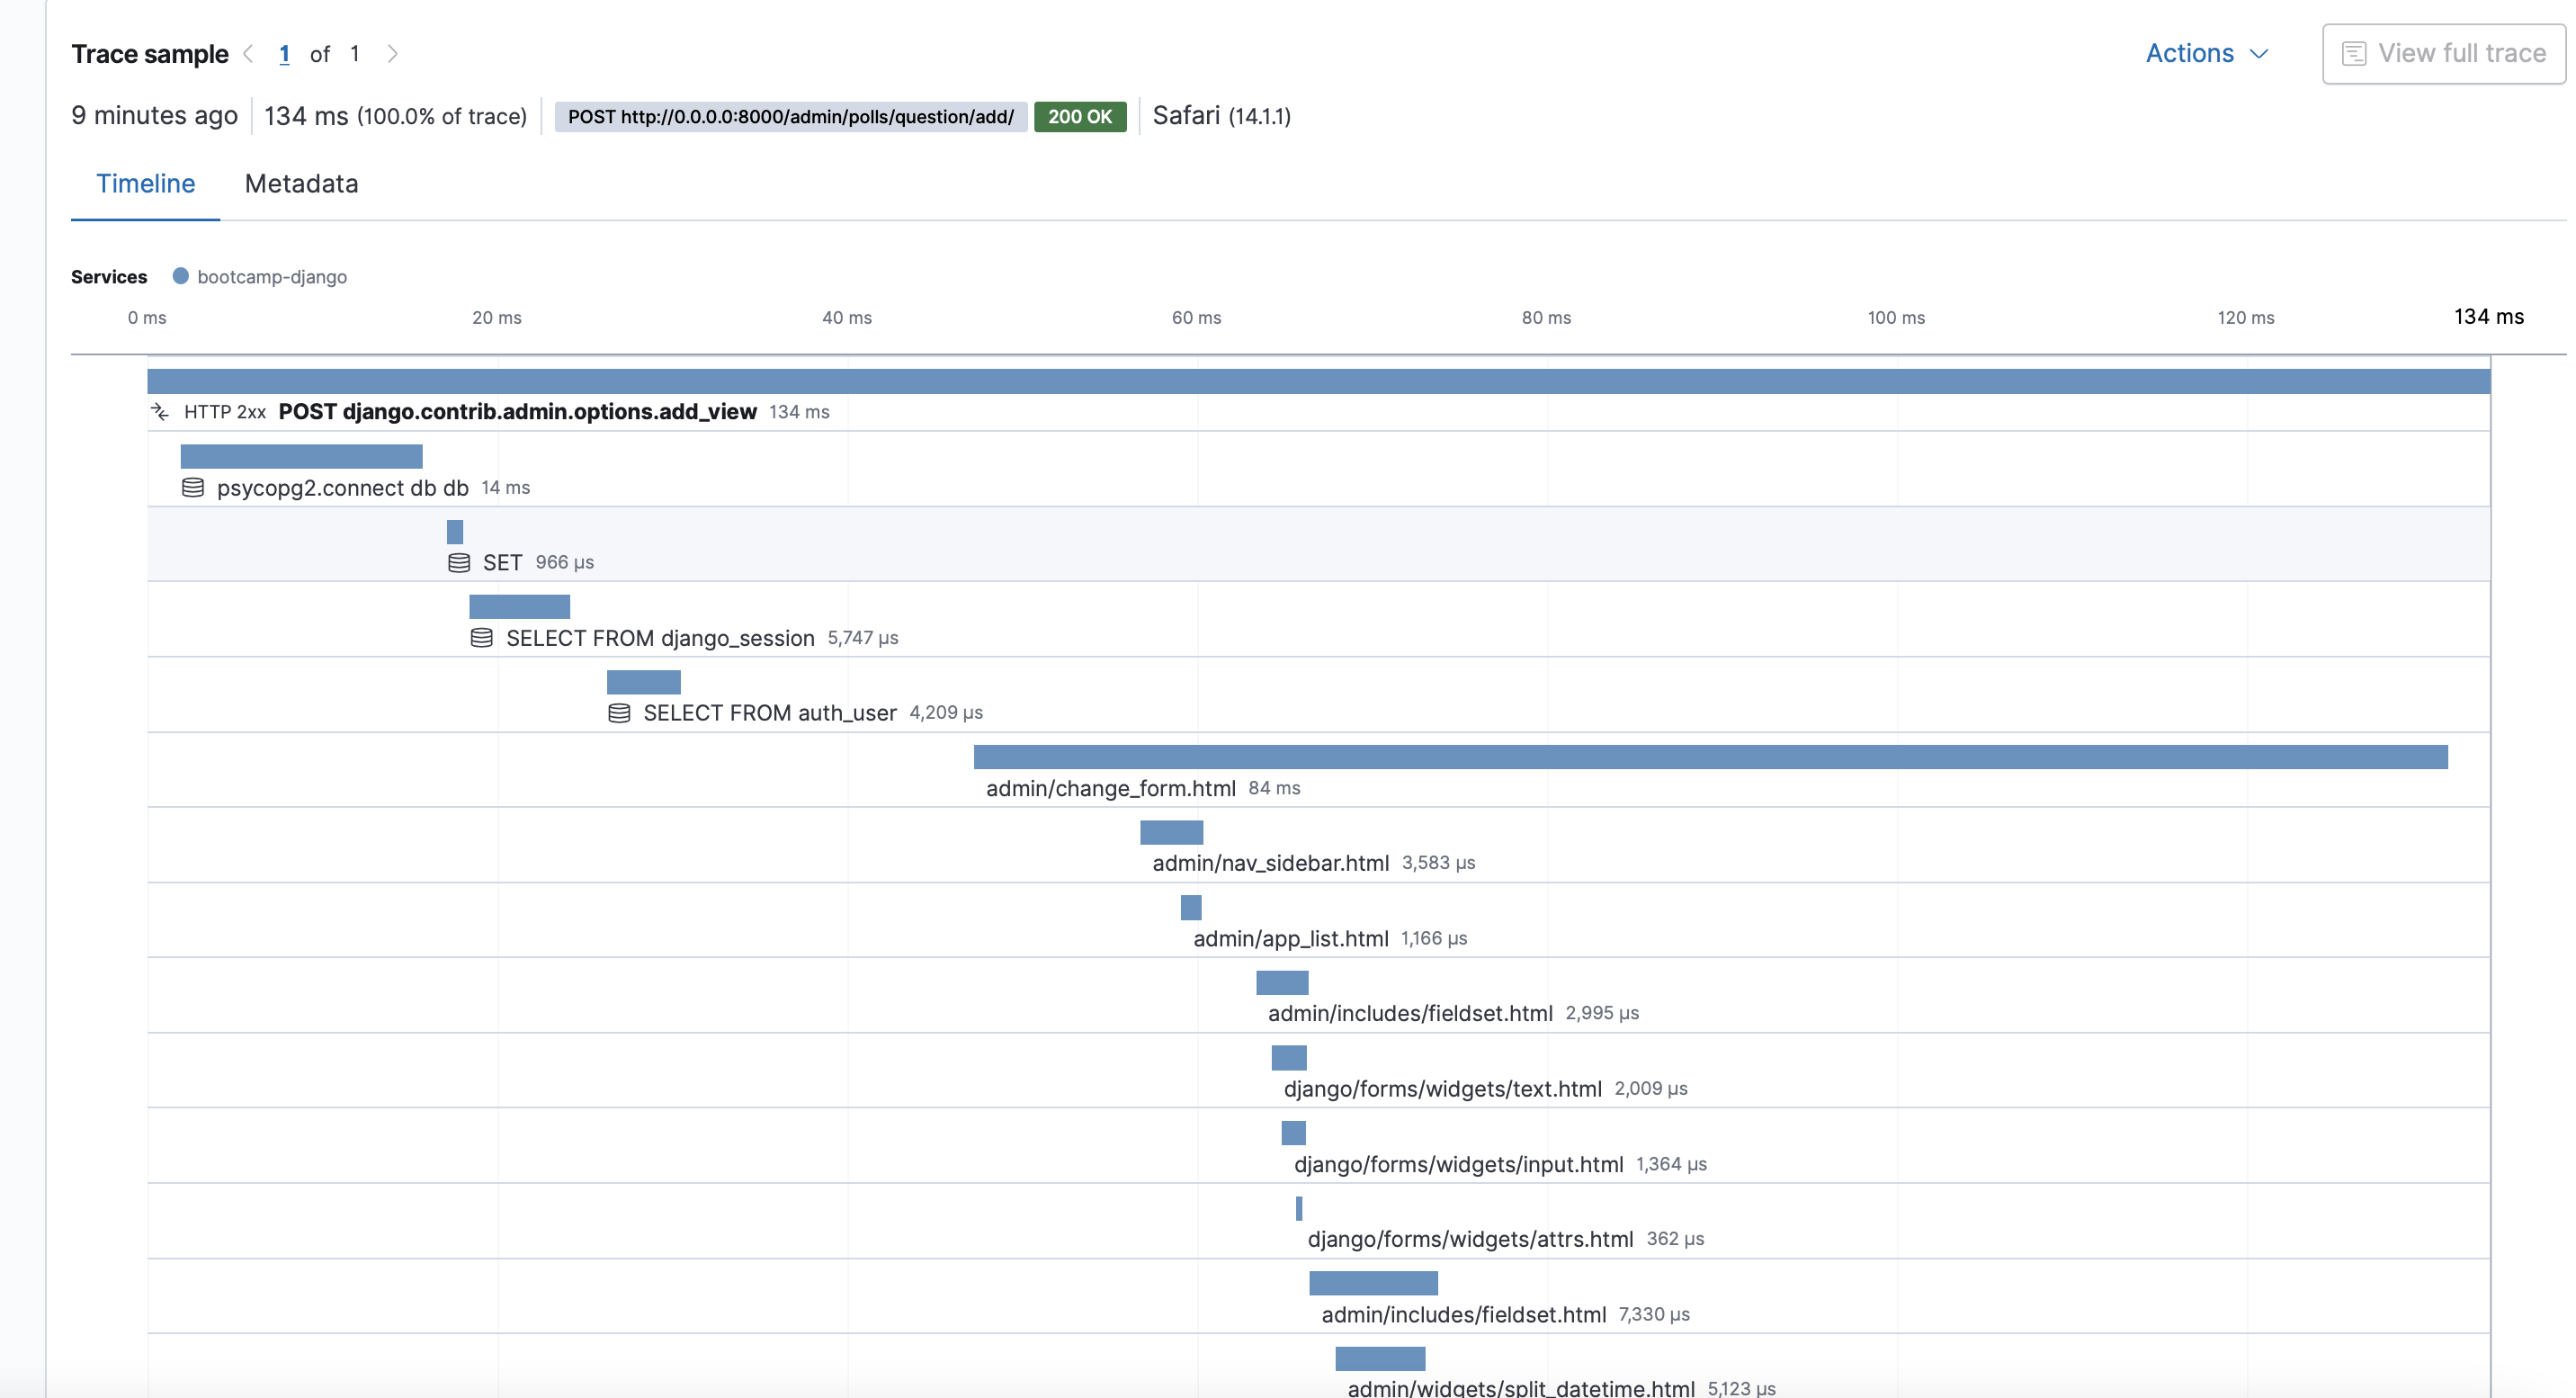 Trace sample 1 of 1 Actions View full trace
9 minutes ago 134 ms (100.0% of trace) POST http://0.0.0.0:8000/admin/polls/question/add/ 200 OK Safari (14.1.1)
Timeline Metadata
Services bootcamp-django
0 ms 20 ms 40 ms 60 ms 80 ms 100 ms 120 ms 134 ms
HTTP 2xx POST django.contrib.admin.options.add_view 134 ms
psycopg2.connect db db 14 ms
SET 966 μs
SELECT FROM django_session 5,747 μs
SELECT FROM auth_user 4,209 μs
admin/change_form.html 84 ms
admin/nav_sidebar.html 3,583 μs
admin/app_list.html 1,166 μs
admin/includes/fieldset.html 2,995 μs
django/forms/widgets/text.html 2,009 μs
django/forms/widgets/input.html 1,364 μs
django/forms/widgets/attrs.html 362 μs
admin/includes/fieldset.html 7,330 μs
admin/widgets/split_datetime.html 5,123 μs